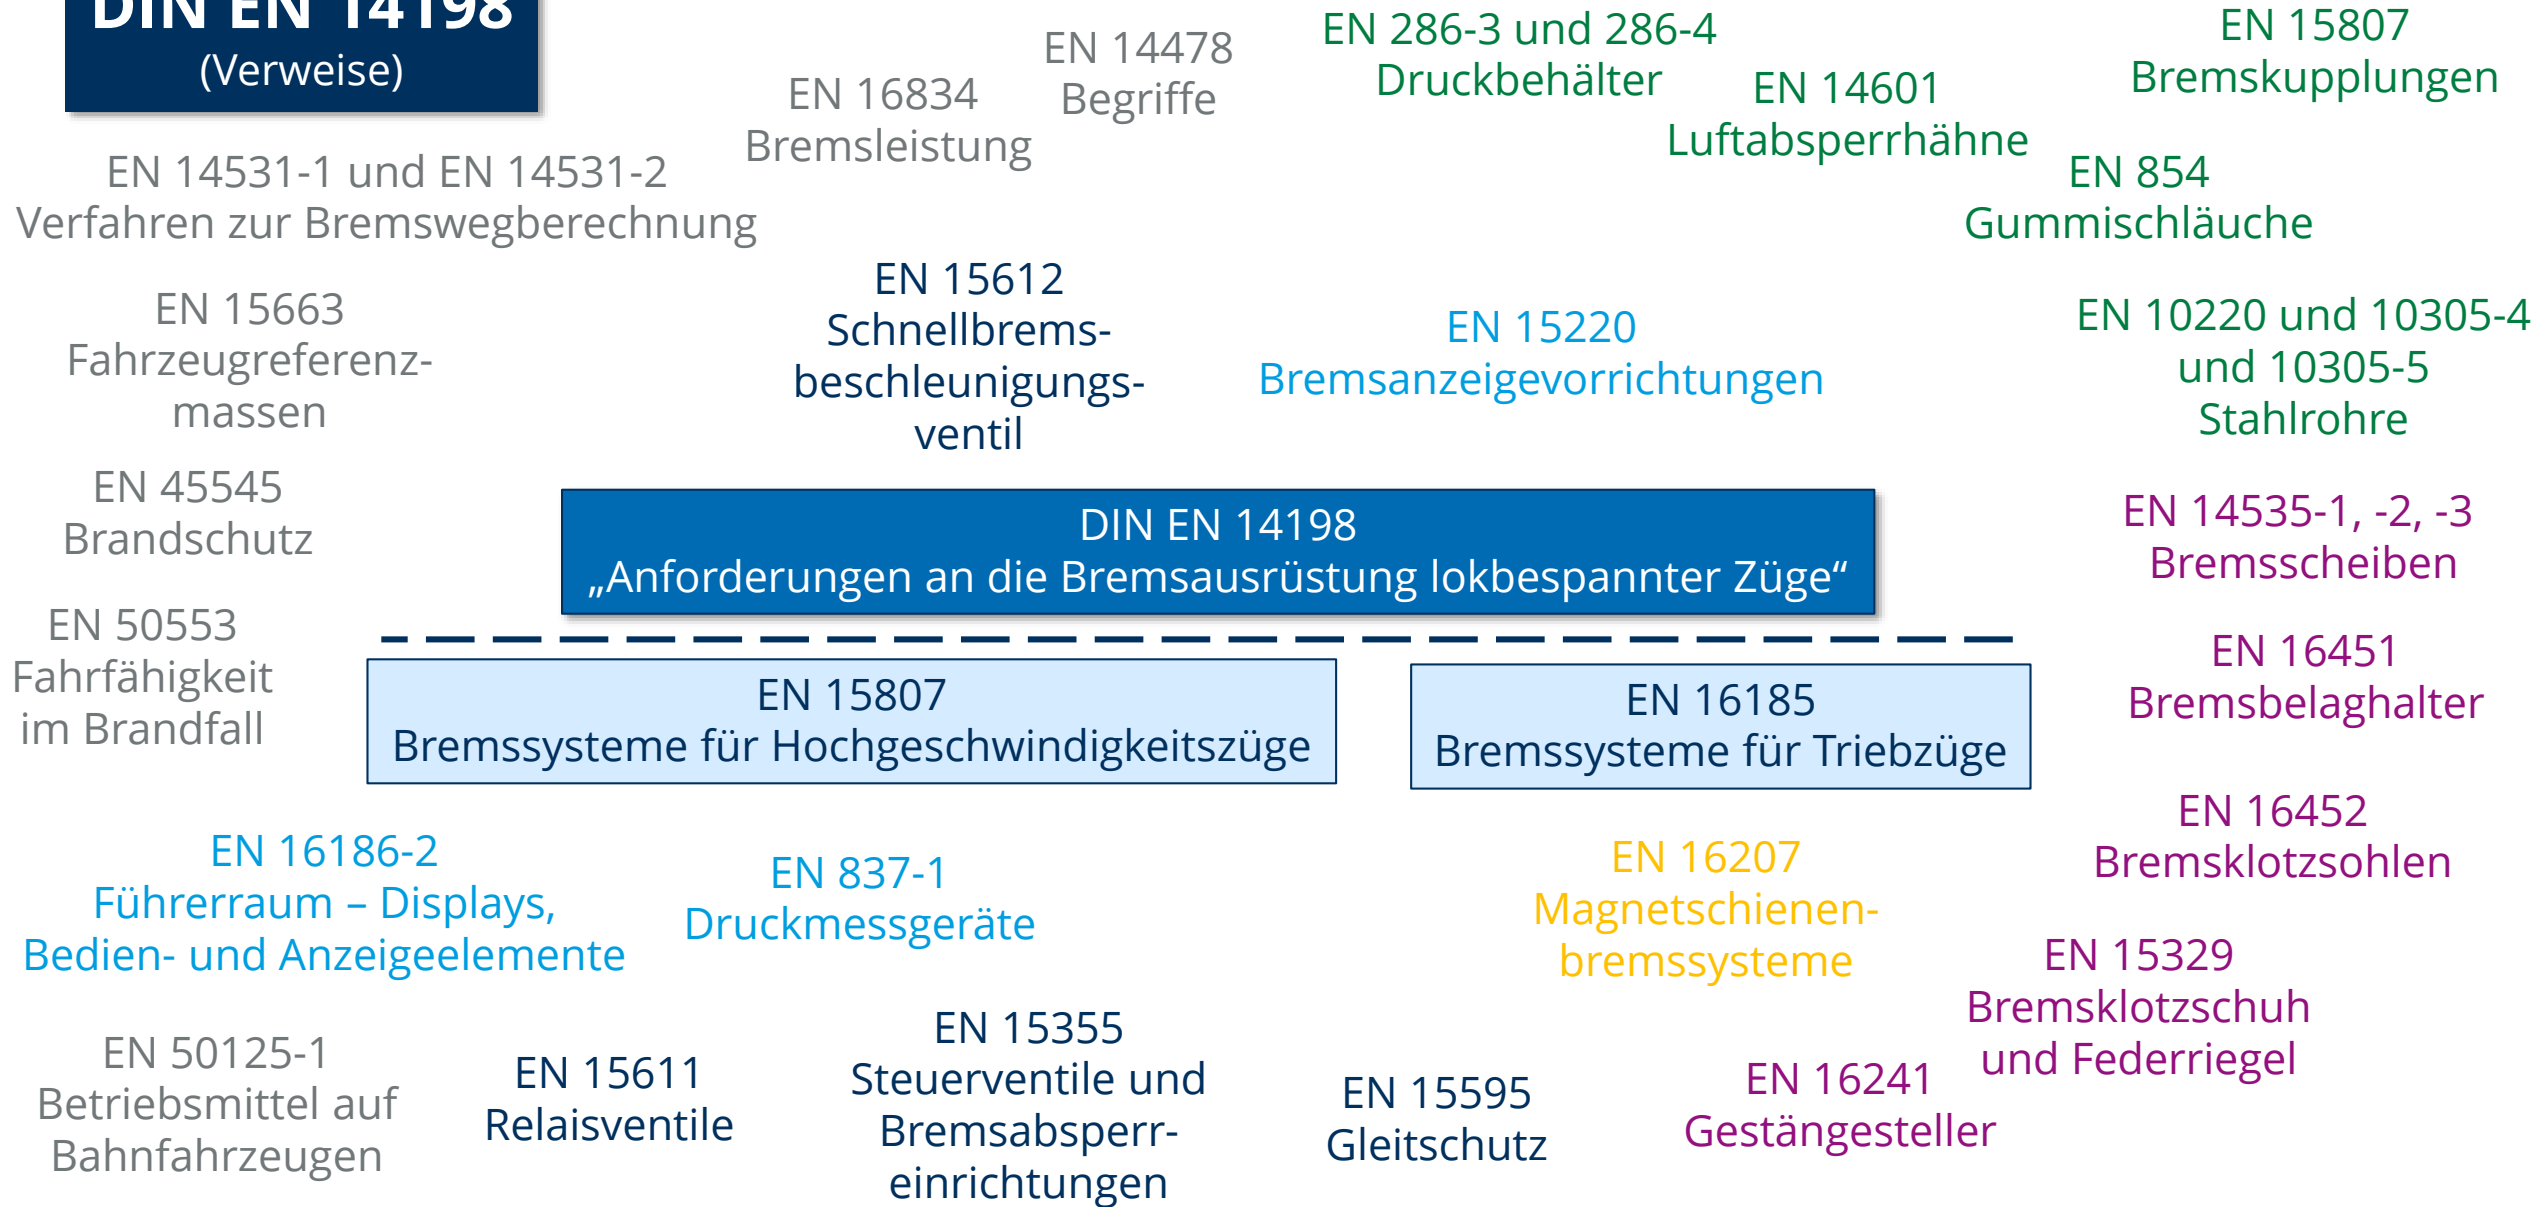 DIN EN 14198
(Verweise)
EN 14478
Begriffe
EN 286-3 und 286-4
Druckbehälter
EN 15807
Bremskupplungen
EN 16834
Bremsleistung
EN 14601
Luftabsperrhähne
EN 14531-1 und EN 14531-2
Verfahren zur Bremswegberechnung
EN 854
Gummischläuche
EN 15663
Fahrzeugreferenz-
massen
EN 15612
Schnellbrems-
beschleunigungs-
ventil
EN 15220
Bremsanzeigevorrichtungen
EN 10220 und 10305-4
und 10305-5
Stahlrohre
EN 45545
Brandschutz
DIN EN 14198
„Anforderungen an die Bremsausrüstung lokbespannter Züge“
EN 14535-1, -2, -3
Bremsscheiben
EN 50553
Fahrfähigkeit
im Brandfall
EN 15807
Bremssysteme für Hochgeschwindigkeitszüge
EN 16185
Bremssysteme für Triebzüge
EN 16451
Bremsbelaghalter
EN 16452
Bremsklotzsohlen
EN 16186-2
Führerraum – Displays,
Bedien- und Anzeigeelemente
EN 837-1
Druckmessgeräte
EN 16207
Magnetschienen-
bremssysteme
EN 15329
Bremsklotzschuh
und Federriegel
EN 50125-1
Betriebsmittel auf
Bahnfahrzeugen
EN 15611
Relaisventile
EN 15355
Steuerventile und
Bremsabsperr-
einrichtungen
EN 15595
Gleitschutz
EN 16241
Gestängesteller